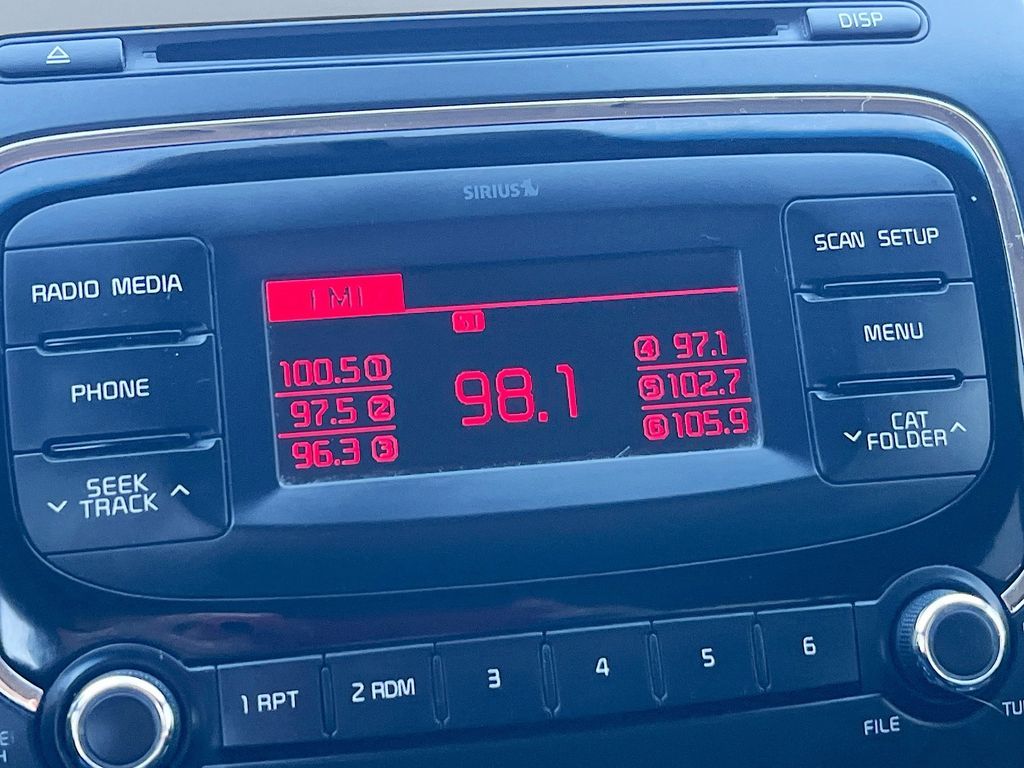 DISP
SIRIUS
RADIO MEDIA
PHONE
SEEK
TRACK
FM1
ST
100.5 1
97.5 2
96.3 3
98.1
4 97.1
5 102.7
6 105.9
SCAN SETUP
MENU
CAT
FOLDER
1 RPT
2 RDM
3
4
5
6
FILE